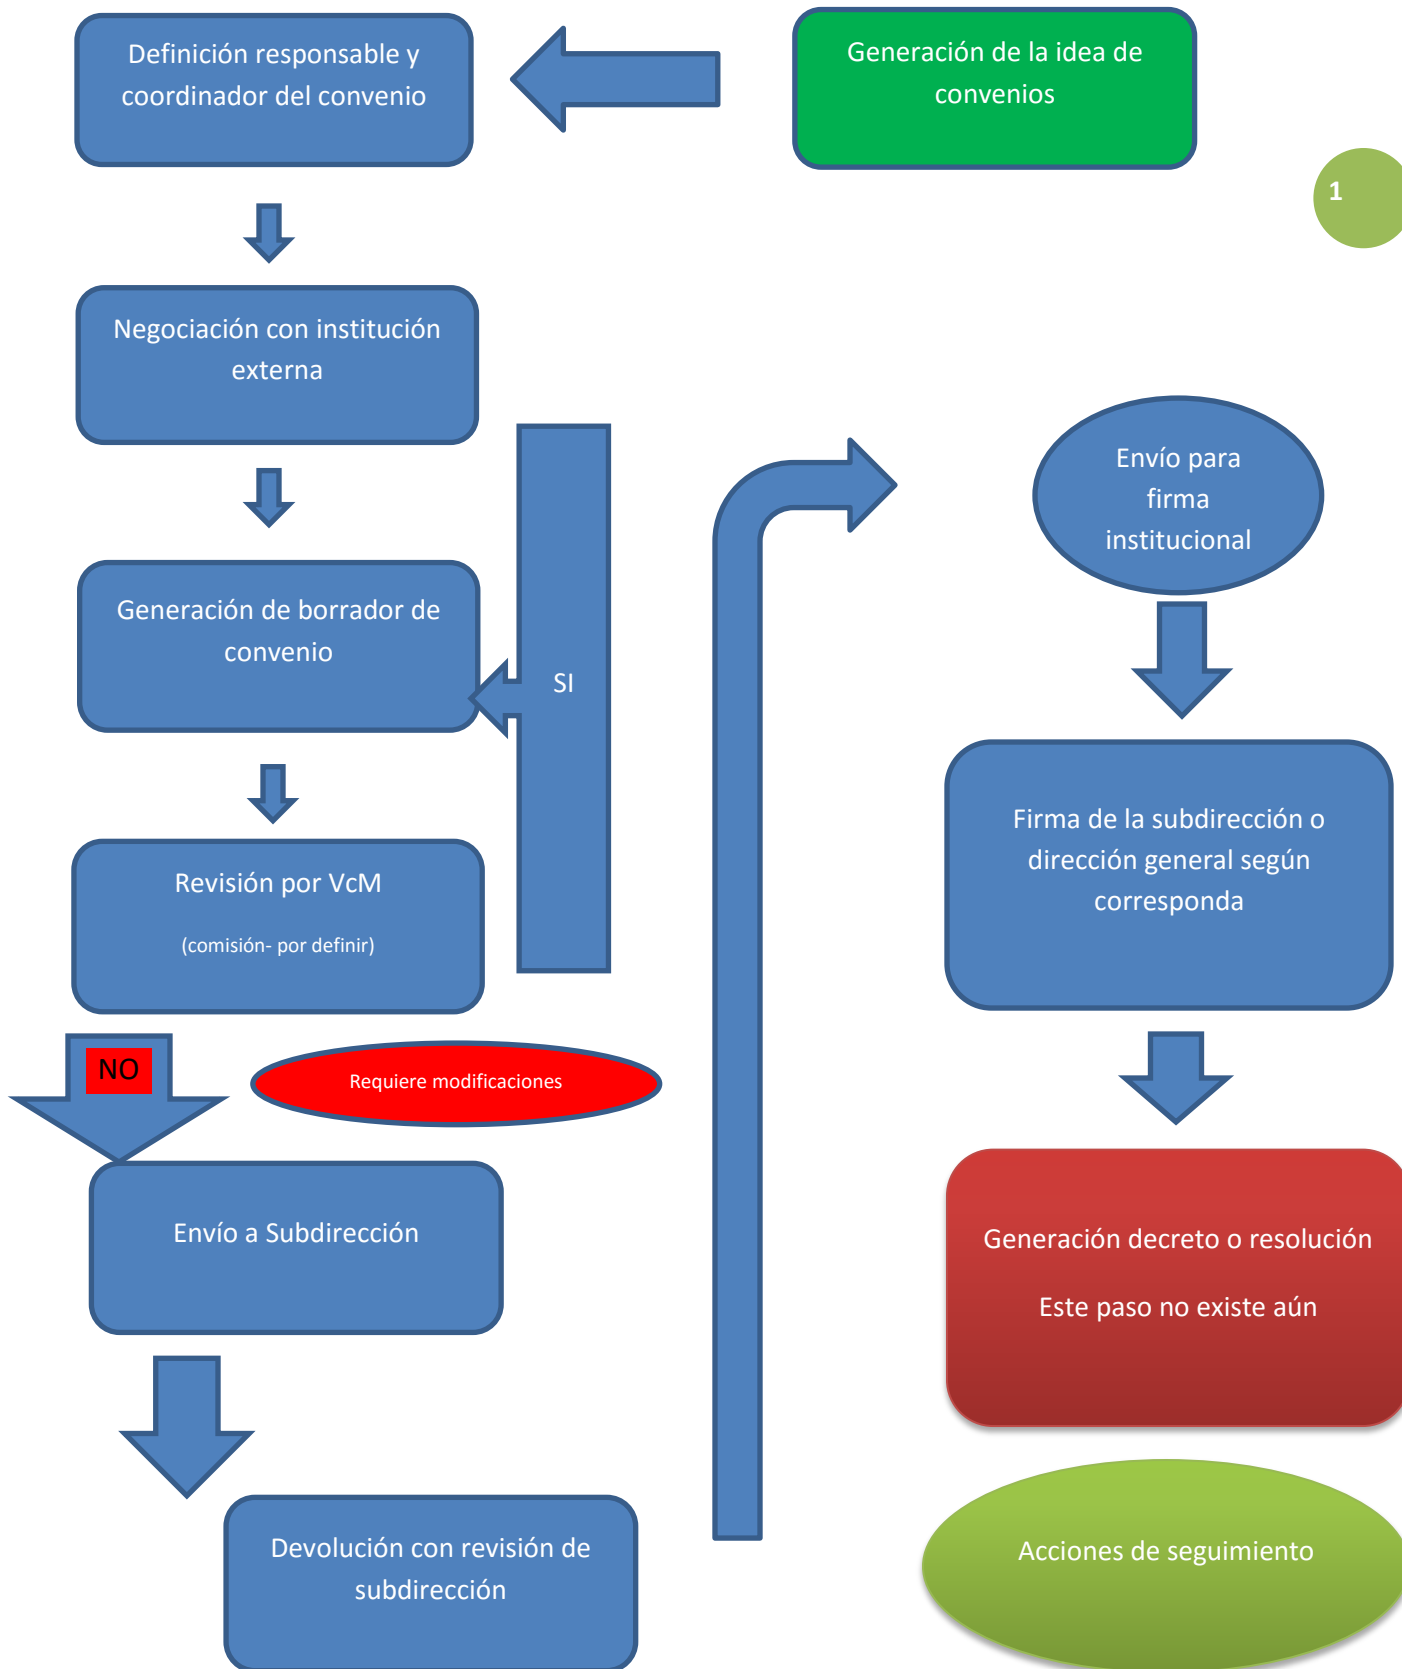 Definición responsable y
coordinador del convenio
Generación de la idea de
convenios
1
Negociación con institución
externa
Generación de borrador de
convenio
SI
Revisión por VcM
(comisión- por definir)
NO
Requiere modificaciones
Envío a Subdirección
Devolución con revisión de
subdirección
Envío para
firma
institucional
Firma de la subdirección o
dirección general según
corresponda
Generación decreto o resolución
Este paso no existe aún
Acciones de seguimiento